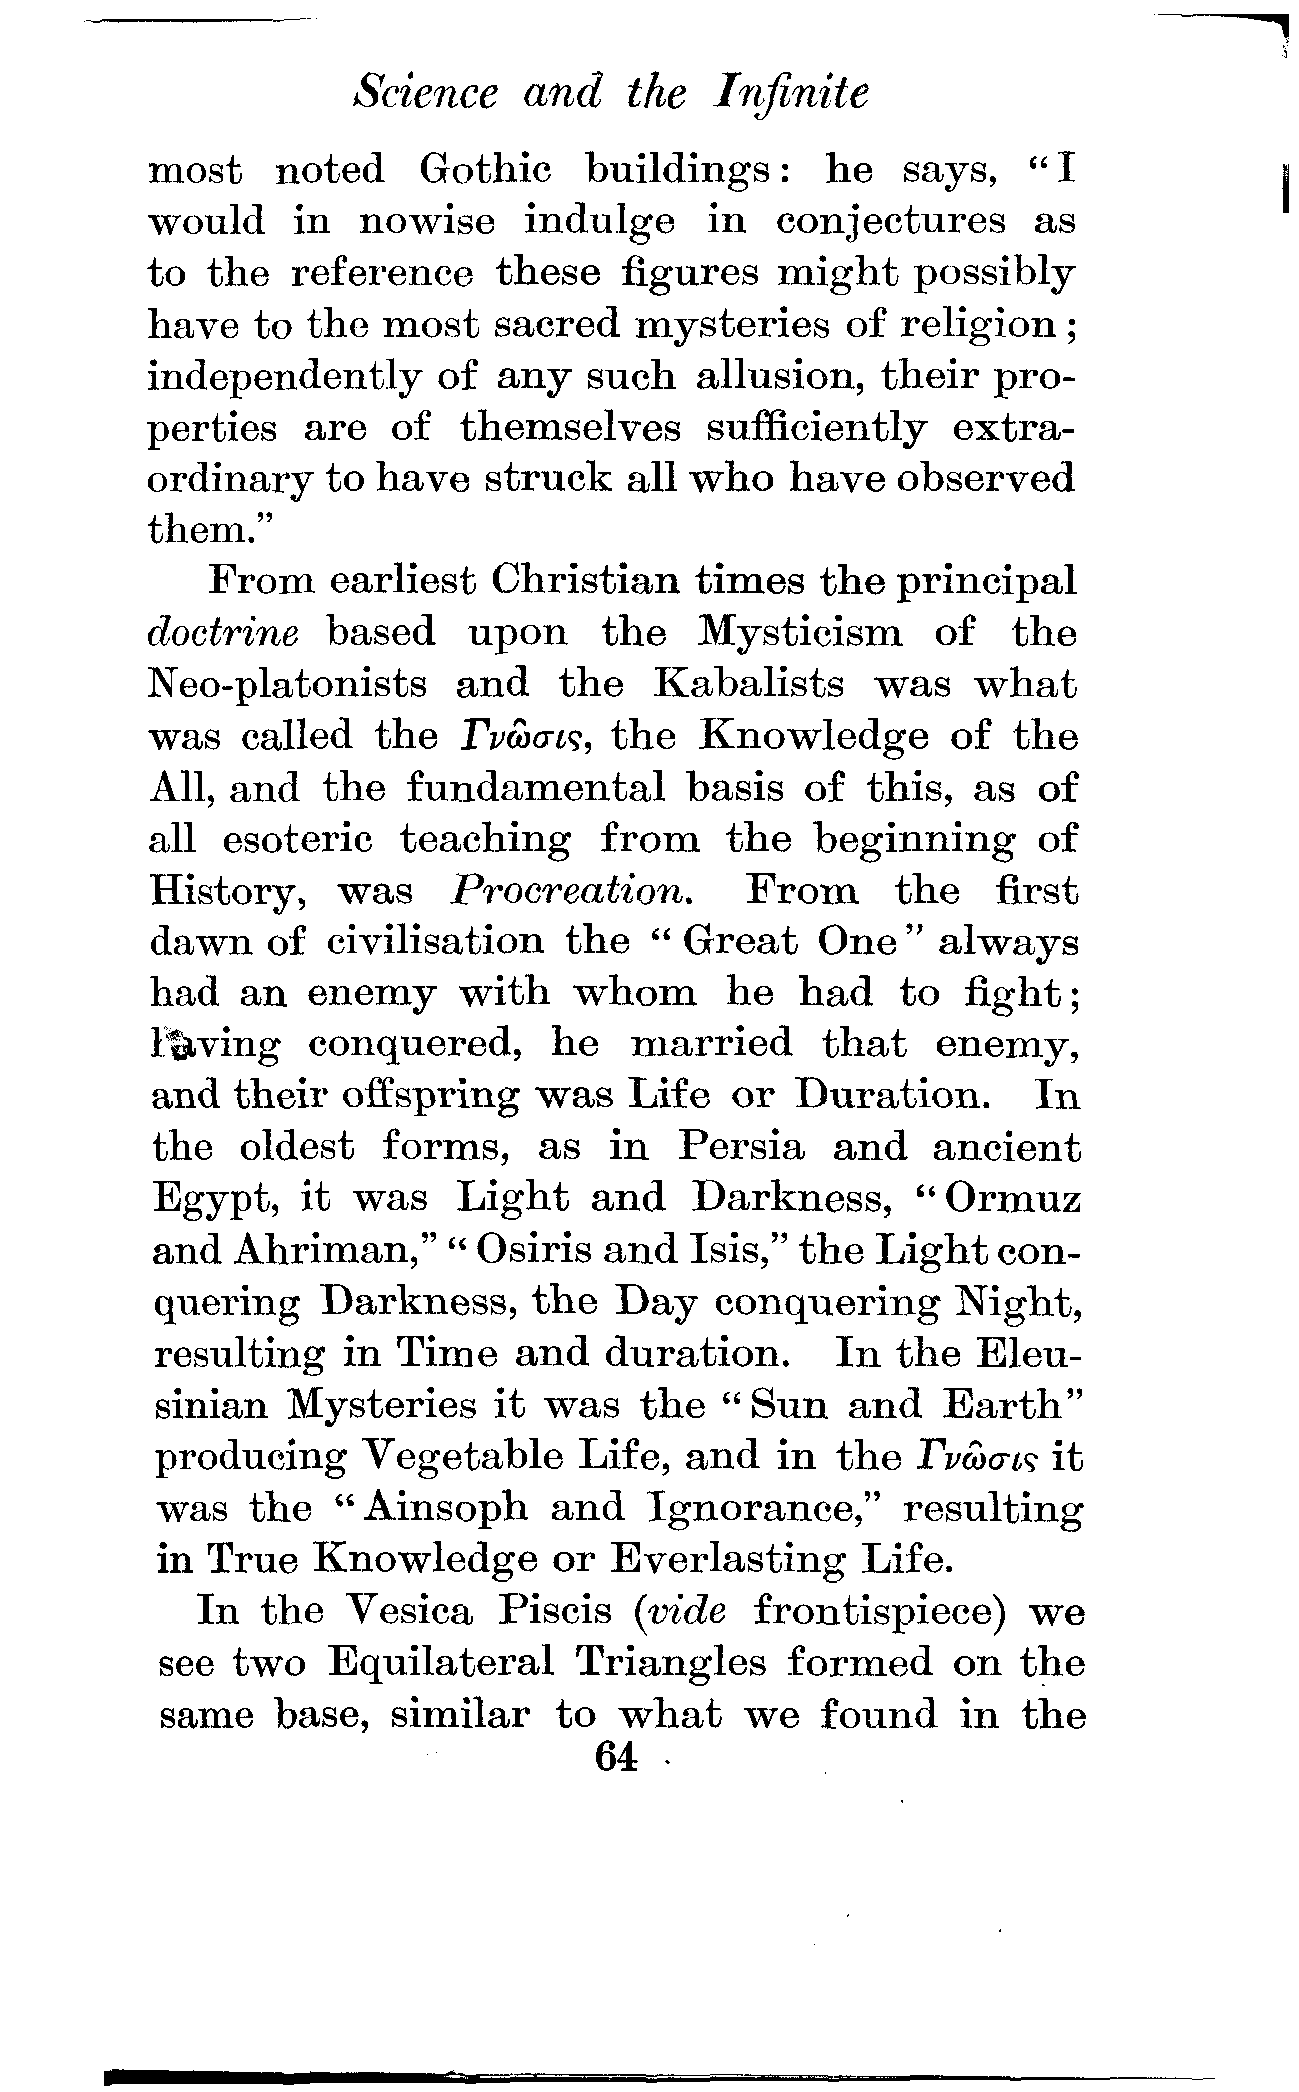 Science and the Infinite
most noted Gothic buildings: he says, "I
would in nowise indulge in conjectures as
to the reference these figures might possibly
have to the most sacred mysteries of religion;
independently of any such allusion, their pro-
perties are of themselves sufficiently extra-
ordinary to have struck all who have observed
them."
From earliest Christian times the principal
doctrine based upon the Mysticism of the
Neo-platonists and the Kabalists was what
was called the Γνῶσις, the Knowledge of the
All, and the fundamental basis of this, as of
all esoteric teaching from the beginning of
History, was Procreation. From the first
dawn of civilisation the "Great One" always
had an enemy with whom he had to fight;
having conquered, he married that enemy,
and their offspring was Life or Duration. In
the oldest forms, as in Persia and ancient
Egypt, it was Light and Darkness, "Ormuz
and Ahriman," "Osiris and Isis," the Light con-
quering Darkness, the Day conquering Night,
resulting in Time and duration. In the Eleu-
sinian Mysteries it was the "Sun and Earth"
producing Vegetable Life, and in the Γνῶσις it
was the "Ainsoph and Ignorance," resulting
in True Knowledge or Everlasting Life.
In the Vesica Piscis (vide frontispiece) we
see two Equilateral Triangles formed on the
same base, similar to what we found in the
64